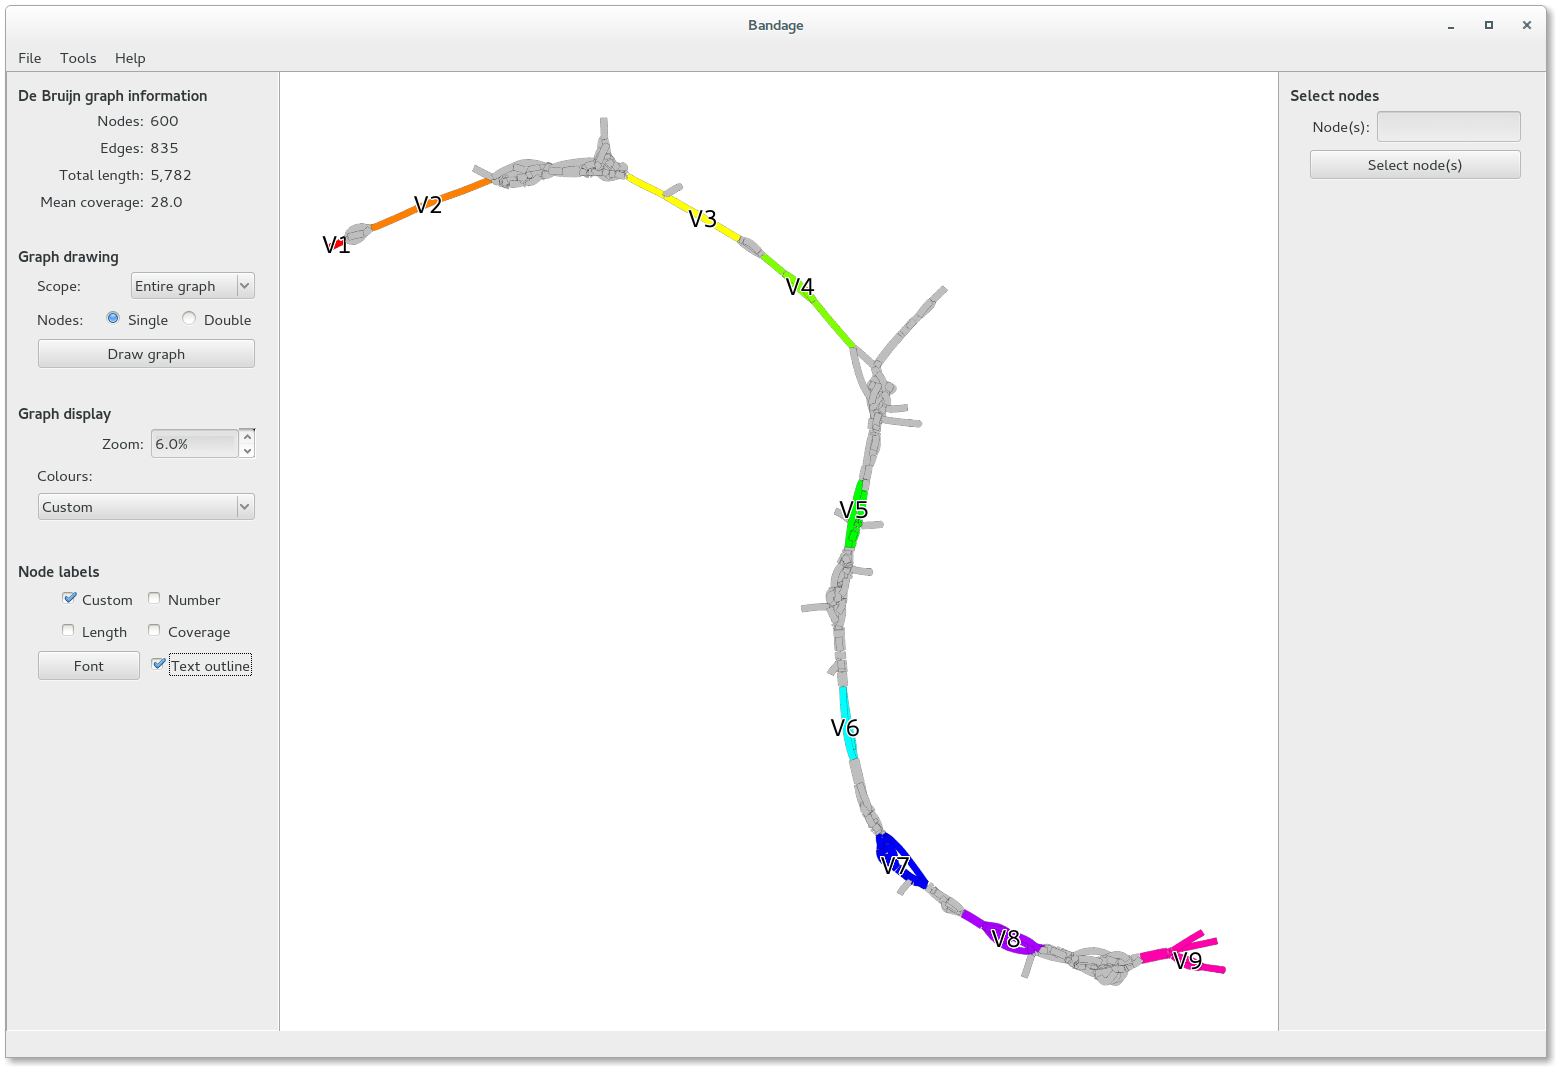 Bandage
File Tools Help
De Bruijn graph information
Nodes: 600
Edges: 835
Total length: 5,782
Mean coverage: 28.0
Graph drawing
Scope: Entire graph
Nodes: Single Double
Draw graph
Graph display
Zoom: 6.0%
Colours:
Custom
Node labels
Custom Number
Length Coverage
Font Text outline
V1
V2
V3
V4
V5
V6
V7
V8
V9
Select nodes
Node(s):
Select node(s)